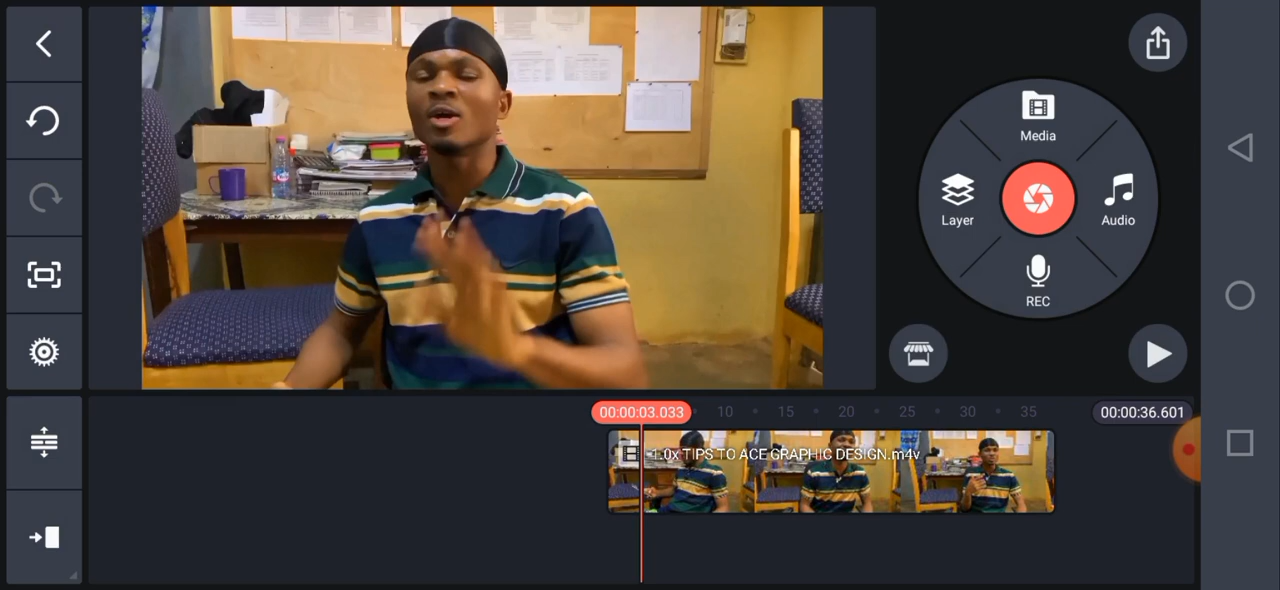 Media
Layer
Audio
REC
00:00:03.033
10
15
20
25
30
35
00:00:36.601
1.0x TIPS TO ACE GRAPHIC DESIGN.m4v